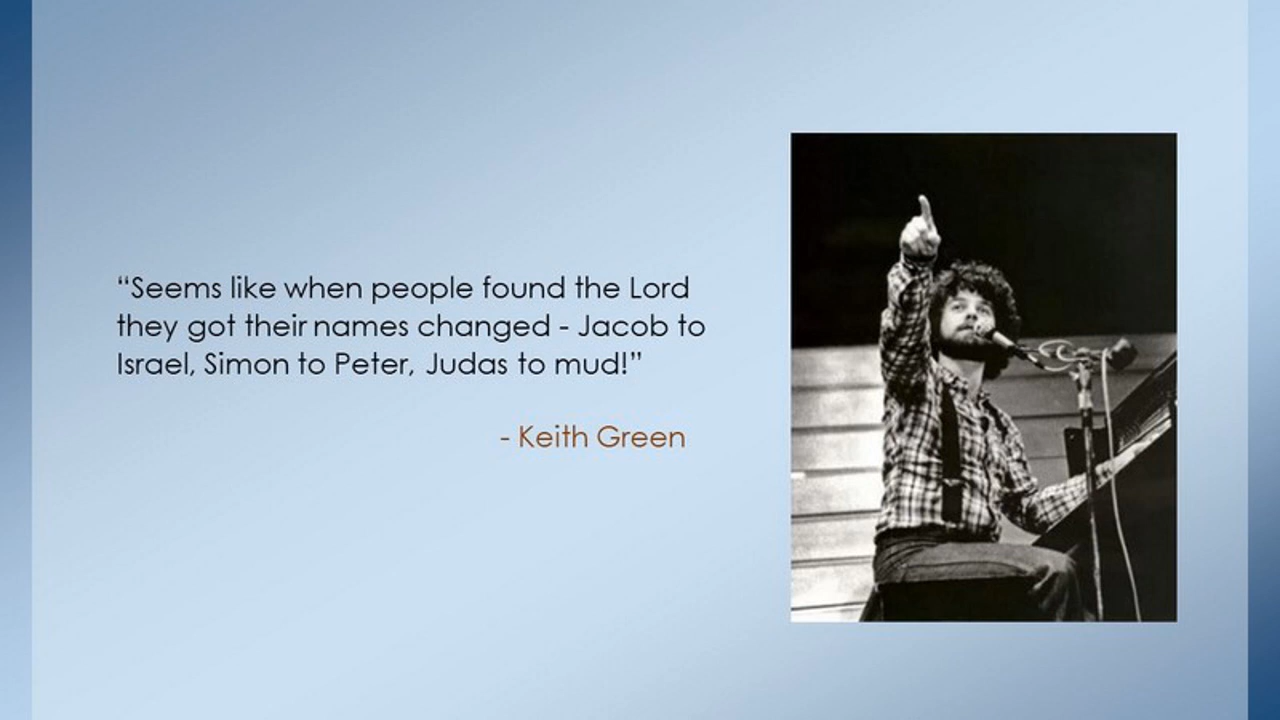 “Seems like when people found the Lord
they got their names changed - Jacob to
Israel, Simon to Peter, Judas to mud!”
- Keith Green